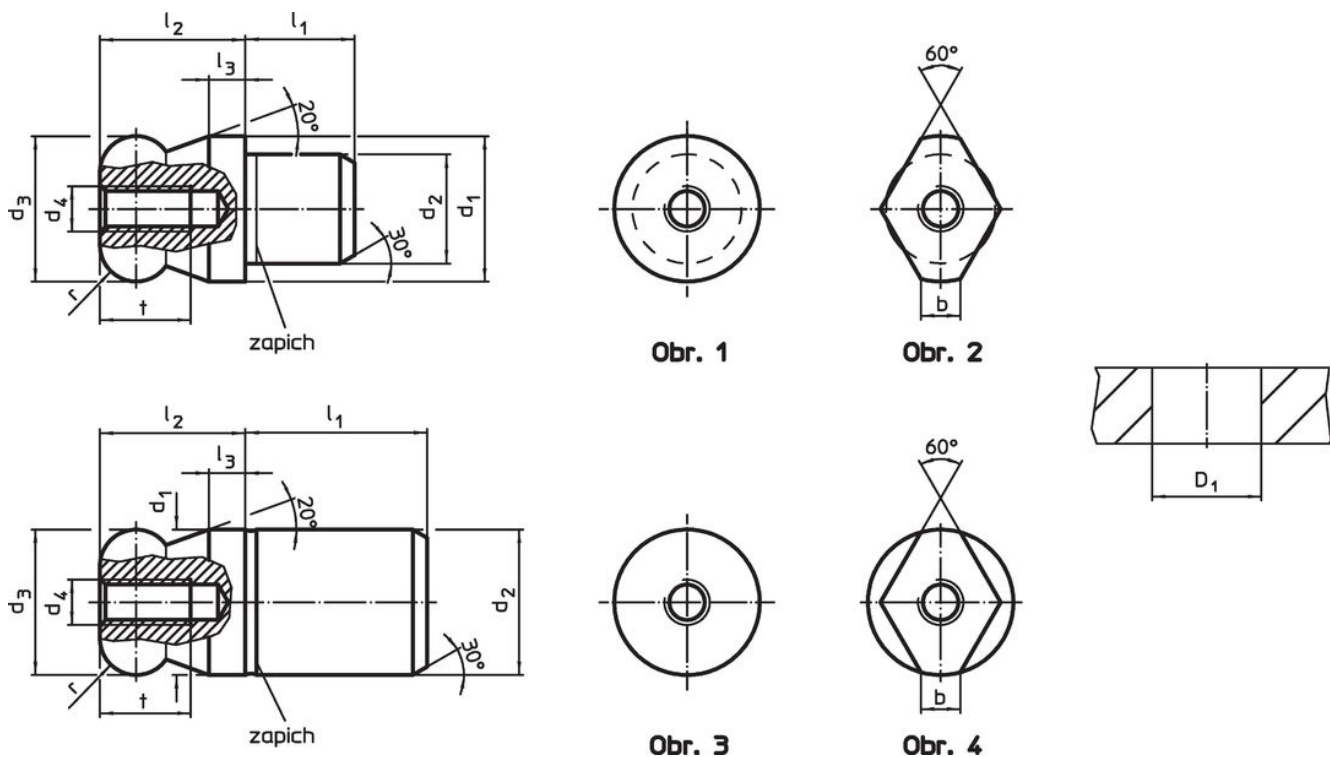 l2 l1
60°
l3
20°
d3 d4 d2 d1
30°
r
t
b
zapich
Obr. 1 Obr. 2
l2 l1
60°
l3
d1
20°
D1
d3 d4 d2
30°
r
t
b
zapich
Obr. 3 Obr. 4